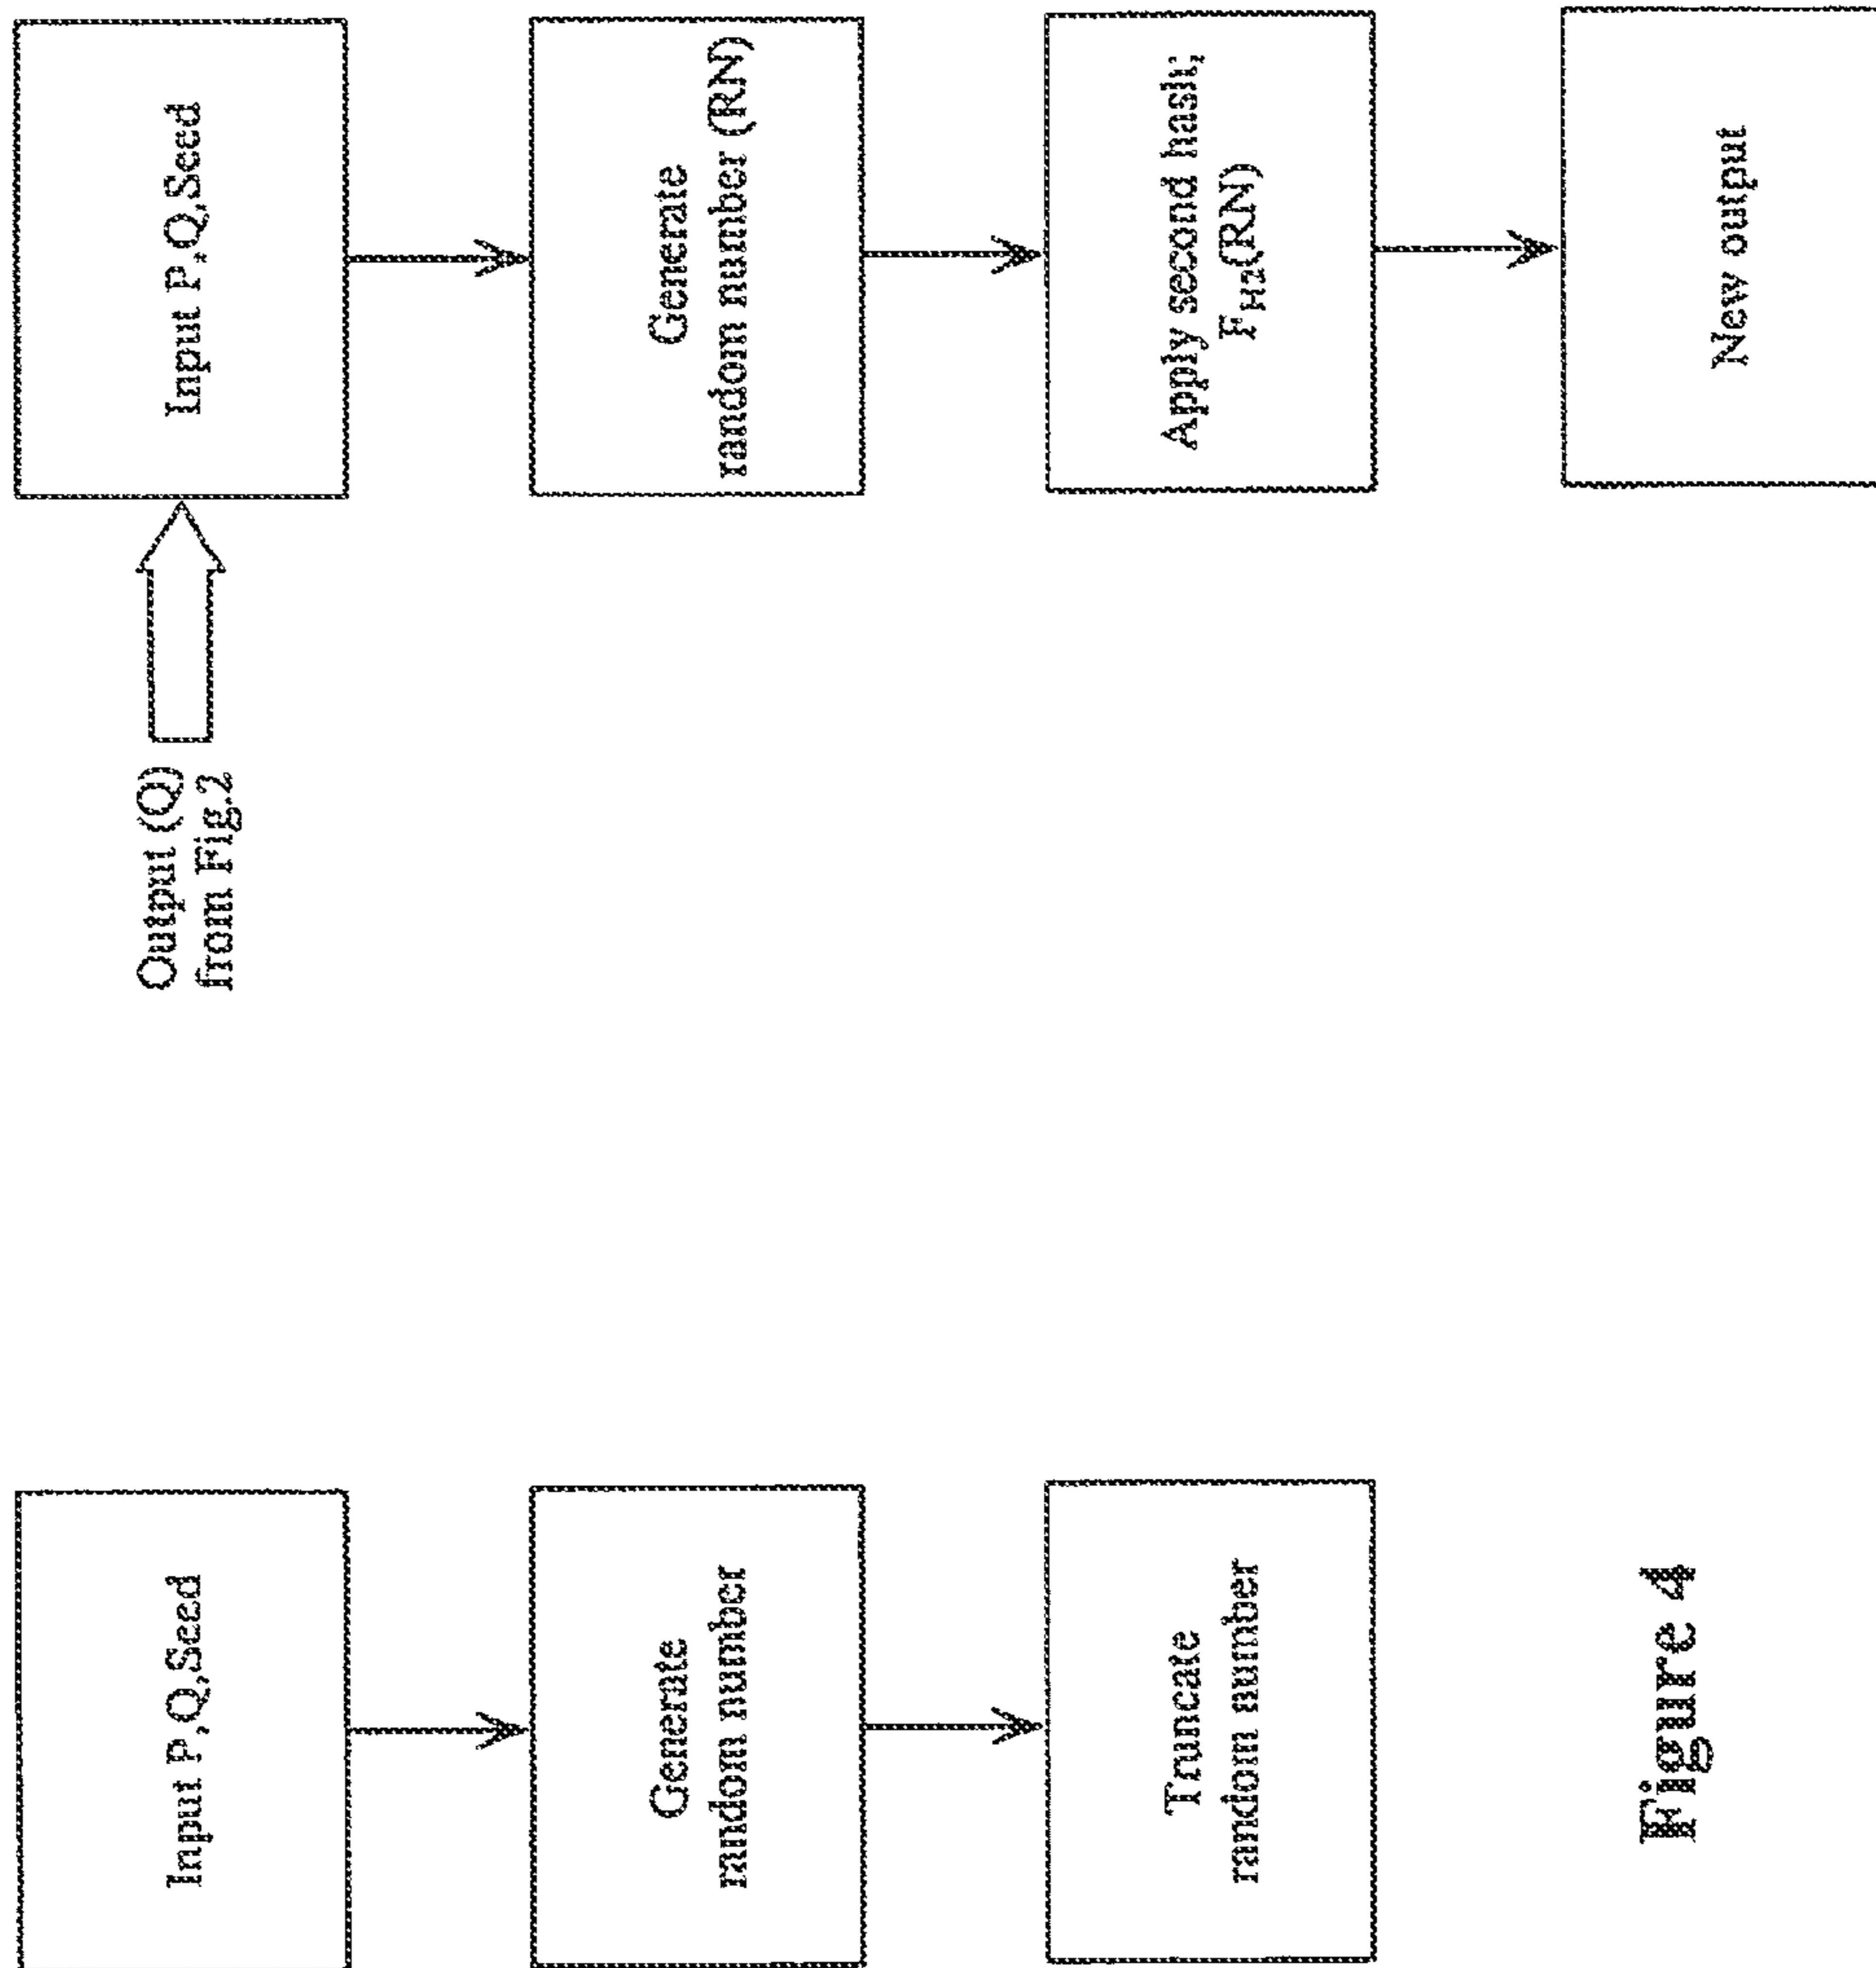 Input P,Q,Seed
Generate
random number
Truncate
random number
Output (Q)
from Fig.2
Input P,Q,Seed
Generate
random number (RN)
Apply second hash;
F_H2(RN)
New output
Figure 4